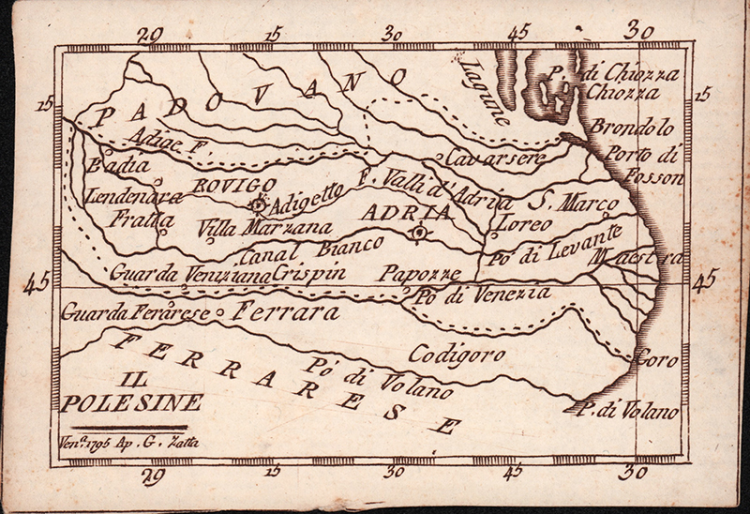 29 15 30 45 30
Lagune
P. di Chiozza
Chiozza
15
15
PADOVANO
Brondolo
Adige F.
Cavarsere
Porto di
Fosson
Badia
Lendenara
ROVIGO
Adigetto
F. Valli d'Adria
S. Marco
Fratta
Villa Marzana
ADRIA
Loreo
Canal Bianco
Po di Levante
Maestra
45
Guarda Veniziana
Crispin
Papozze
45
Po di Venezia
Guarda Ferarese
Ferrara
Codigoro
Goro
FERRARESE
Po di Volano
P. di Volano
IL
POLESINE
Ven.a 1795 Ap. G. Zatta
29 15 30 45 30